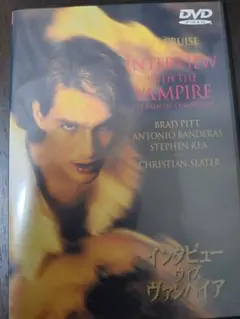 DVD
VIDEO
CRUISE
INTERVIEW
WITH THE
VAMPIRE
BRAD PITT
ANTONIO BANDERAS
STEPHEN REA
CHRISTIAN SLATER
インタビュー
ウィズ
ヴァンパイア